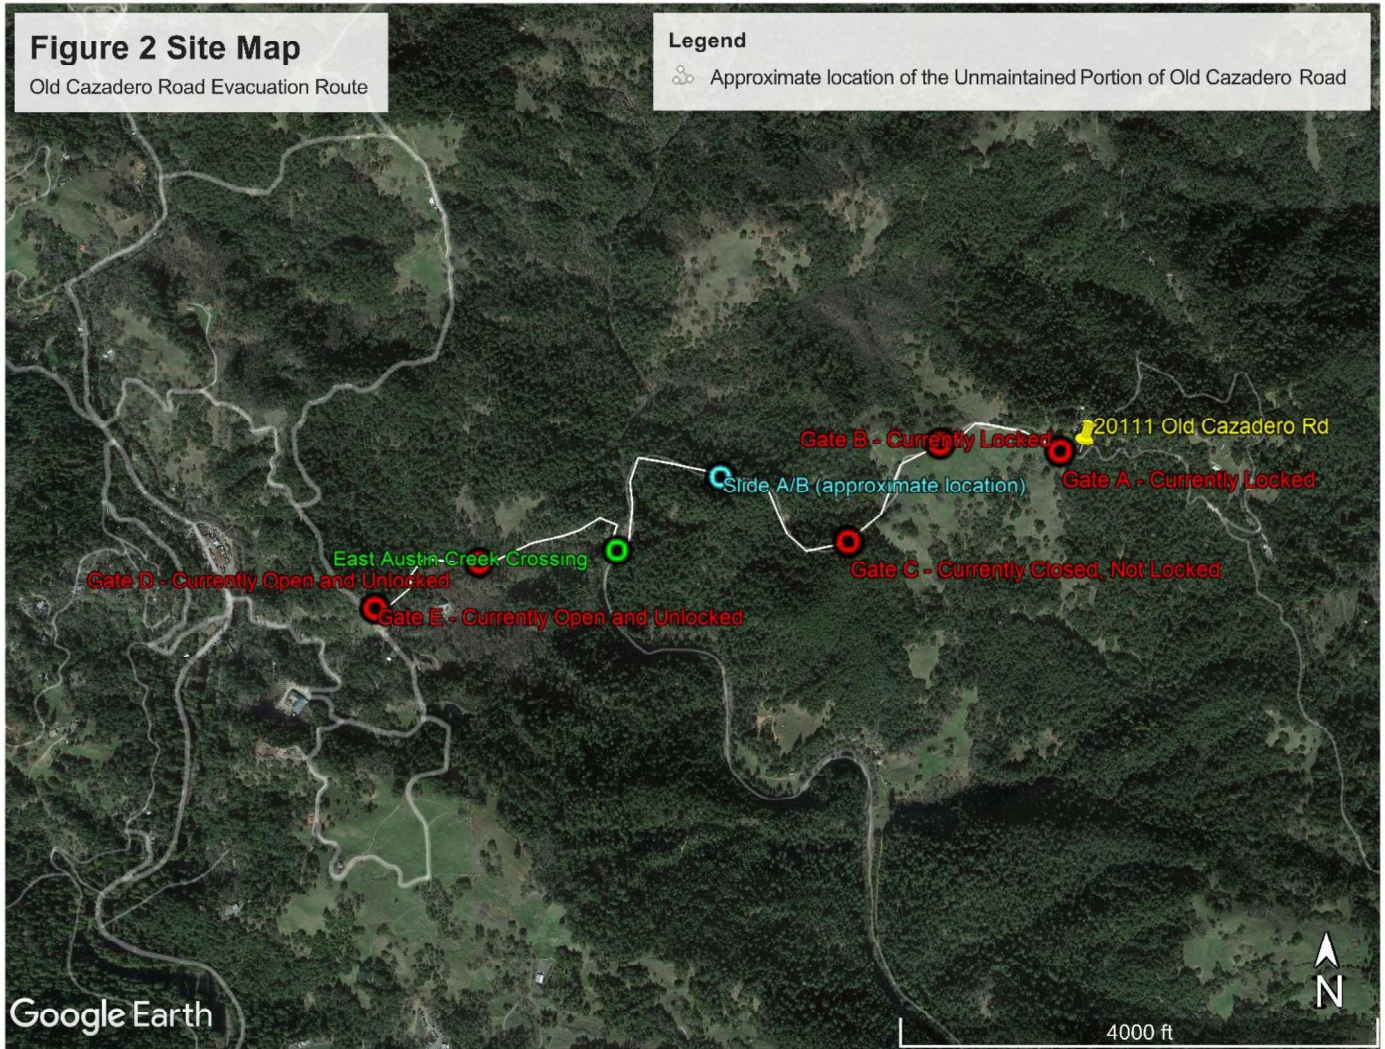 Figure 2 Site Map
Old Cazadero Road Evacuation Route
Legend
Approximate location of the Unmaintained Portion of Old Cazadero Road
20111 Old Cazadero Rd
Gate B - Currently Locked
Gate A - Currently Locked
Slide A/B (approximate location)
East Austin Creek Crossing
Gate C - Currently Closed, Not Locked
Gate D - Currently Open and Unlocked
Gate E - Currently Open and Unlocked
N
Google Earth
4000 ft